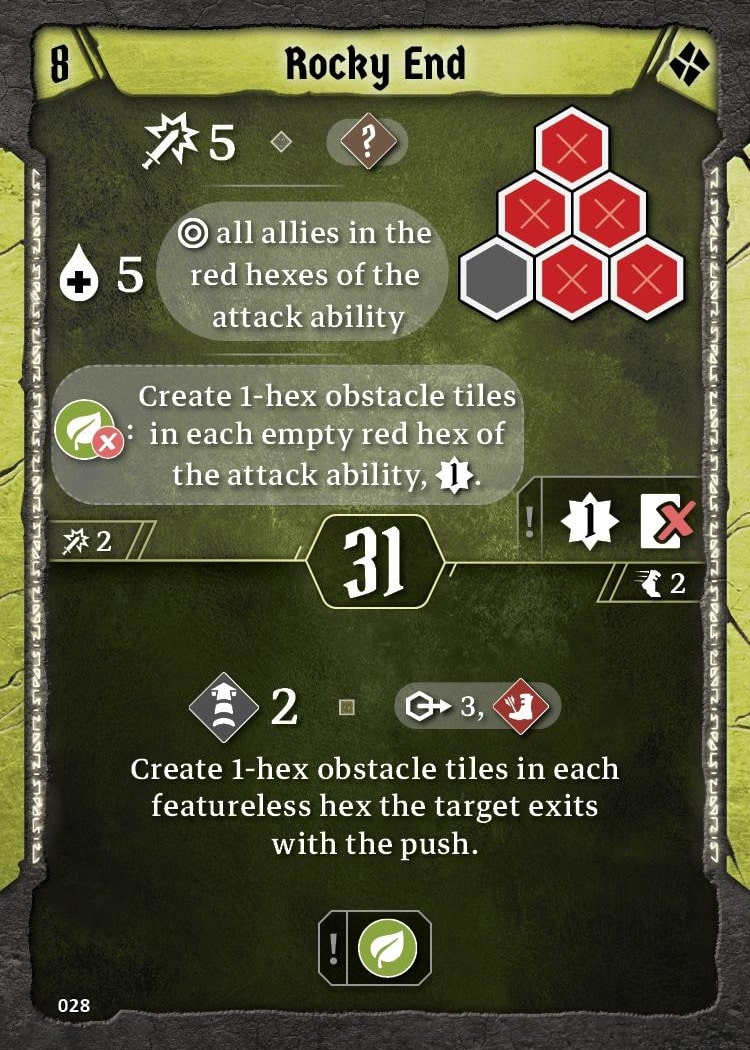 8
Rocky End
5
?
5
all allies in the
red hexes of the
attack ability
Create 1-hex obstacle tiles
: in each empty red hex of
the attack ability, 1.
! 1
2
31
2
2
3,
Create 1-hex obstacle tiles in each
featureless hex the target exits
with the push.
!
028